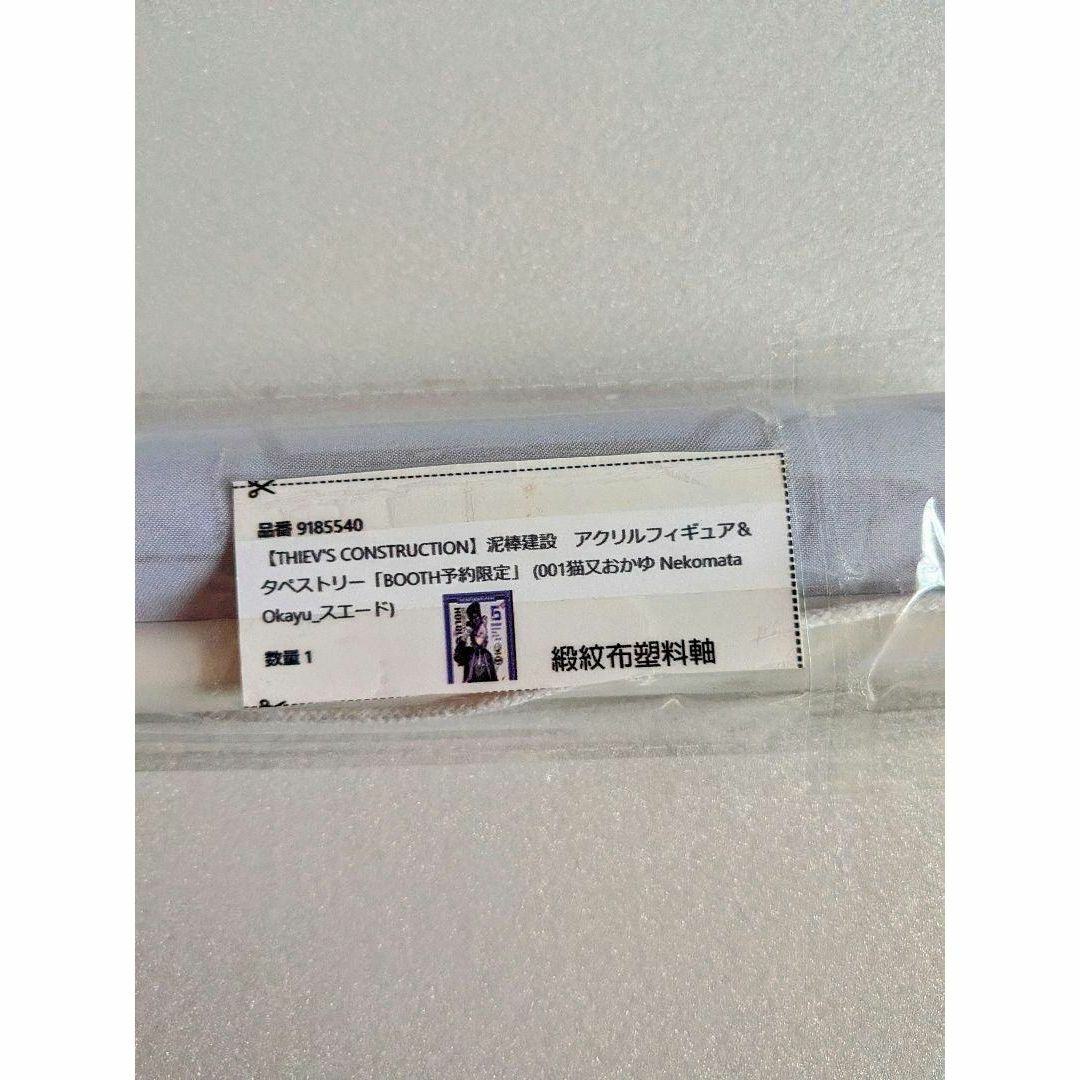 品番 9185540
【THIEV'S CONSTRUCTION】泥棒建設　アクリルフィギュア＆
タペストリー「BOOTH予約限定」 (001猫又おかゆ Nekomata
Okayu_スエード)
数量 1
緞紋布塑料軸